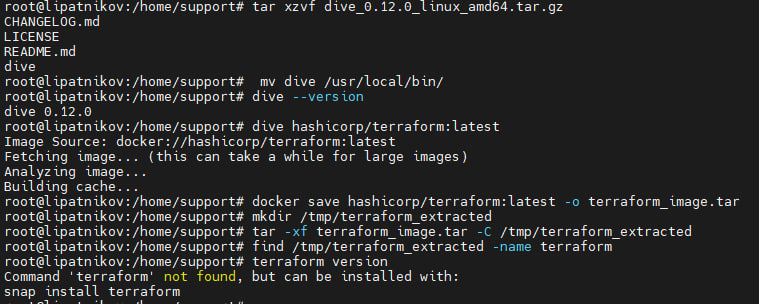 root@lipatnikov:/home/support# tar xzvf dive_0.12.0_linux_amd64.tar.gz
CHANGELOG.md
LICENSE
README.md
dive
root@lipatnikov:/home/support#  mv dive /usr/local/bin/
root@lipatnikov:/home/support# dive --version
dive 0.12.0
root@lipatnikov:/home/support# dive hashicorp/terraform:latest
Image Source: docker://hashicorp/terraform:latest
Fetching image... (this can take a while for large images)
Analyzing image...
Building cache...
root@lipatnikov:/home/support# docker save hashicorp/terraform:latest -o terraform_image.tar
root@lipatnikov:/home/support# mkdir /tmp/terraform_extracted
root@lipatnikov:/home/support# tar -xf terraform_image.tar -C /tmp/terraform_extracted
root@lipatnikov:/home/support# find /tmp/terraform_extracted -name terraform
root@lipatnikov:/home/support# terraform version
Command 'terraform' not found, but can be installed with:
snap install terraform
root@lipatnikov:/home/support#